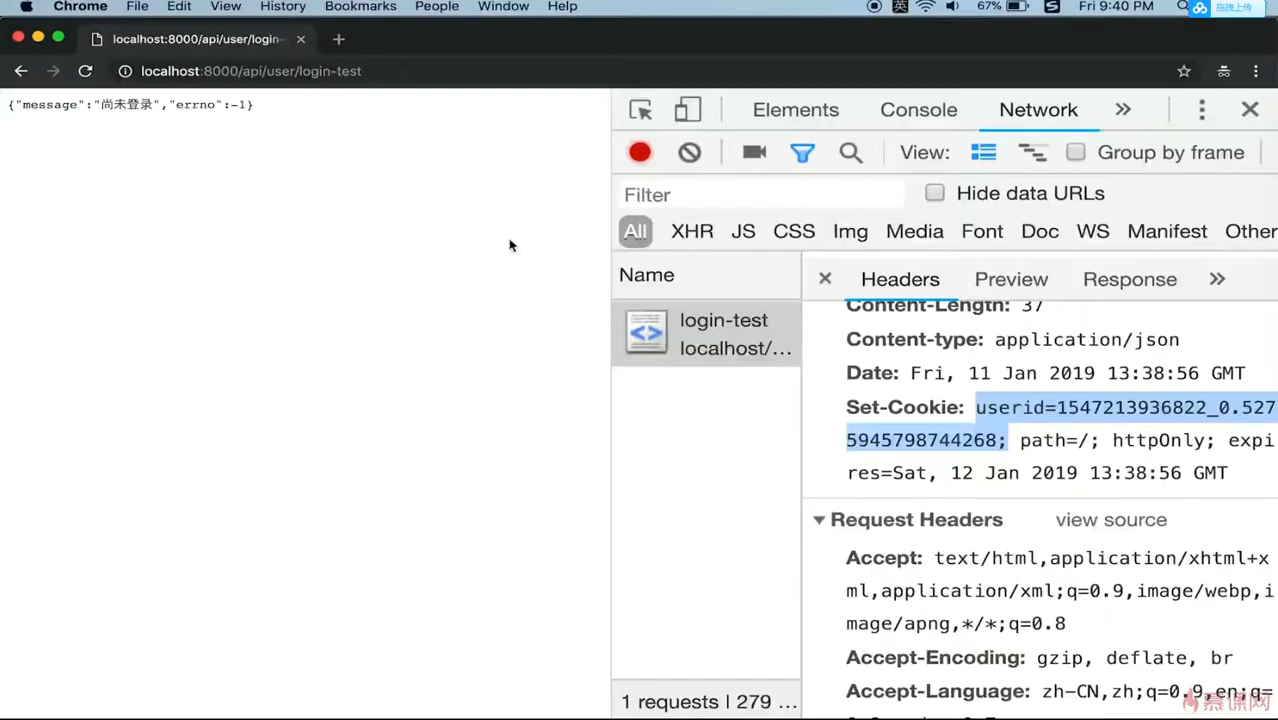 Chrome File Edit View History Bookmarks People Window Help 英 67% S Fri 9:40 PM 拖拽上传
localhost:8000/api/user/login-
localhost:8000/api/user/login-test
{"message":"尚未登录","errno":-1}
Elements Console Network
View: Group by frame
Filter Hide data URLs
All XHR JS CSS Img Media Font Doc WS Manifest Other
Name
Headers Preview Response
login-test
localhost/...
Content-Length: 37
Content-type: application/json
Date: Fri, 11 Jan 2019 13:38:56 GMT
Set-Cookie: userid=1547213936822_0.527
5945798744268; path=/; httpOnly; expi
res=Sat, 12 Jan 2019 13:38:56 GMT
Request Headers view source
Accept: text/html,application/xhtml+x
ml,application/xml;q=0.9,image/webp,i
mage/apng,*/*;q=0.8
Accept-Encoding: gzip, deflate, br
Accept-Language: zh-CN,zh;q=0.9,en;q=
1 requests | 279 ...
慕课网